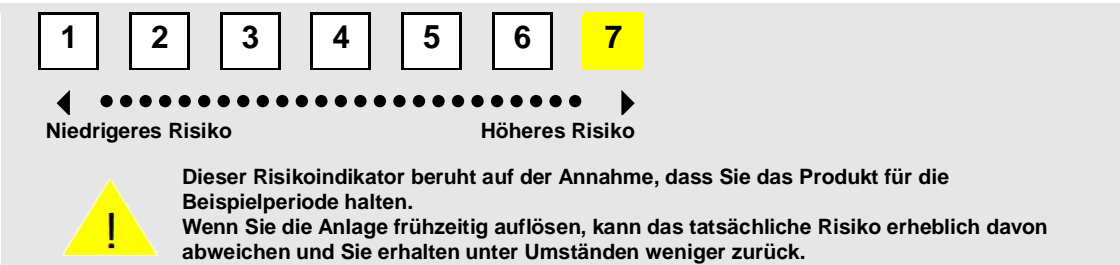 1 2 3 4 5 6 7
Niedrigeres Risiko Höheres Risiko
Dieser Risikoindikator beruht auf der Annahme, dass Sie das Produkt für die
Beispielperiode halten.
Wenn Sie die Anlage frühzeitig auflösen, kann das tatsächliche Risiko erheblich davon
abweichen und Sie erhalten unter Umständen weniger zurück.
!